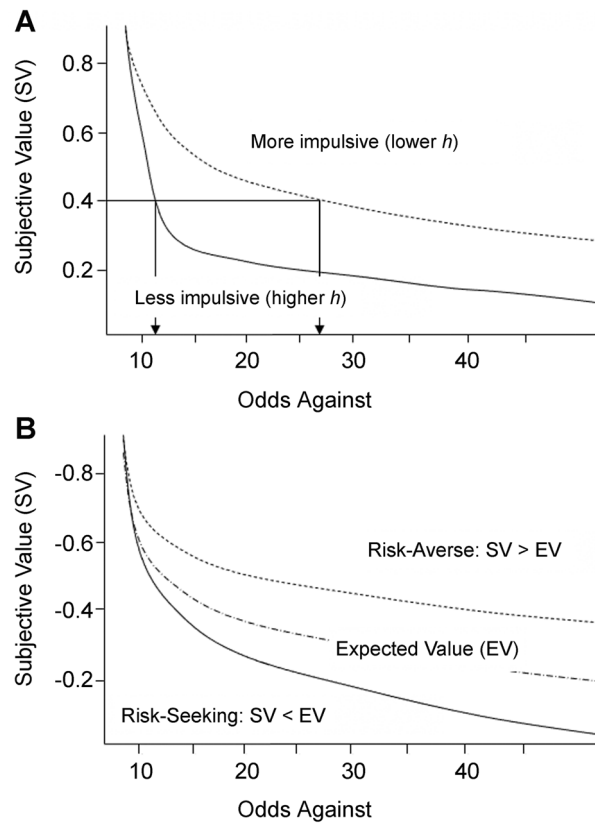 A
Subjective Value (SV)
0.8
0.6
0.4
0.2
More impulsive (lower h)
Less impulsive (higher h)
10 20 30 40
Odds Against
B
Subjective Value (SV)
-0.8
-0.6
-0.4
-0.2
Risk-Averse: SV > EV
Expected Value (EV)
Risk-Seeking: SV < EV
10 20 30 40
Odds Against